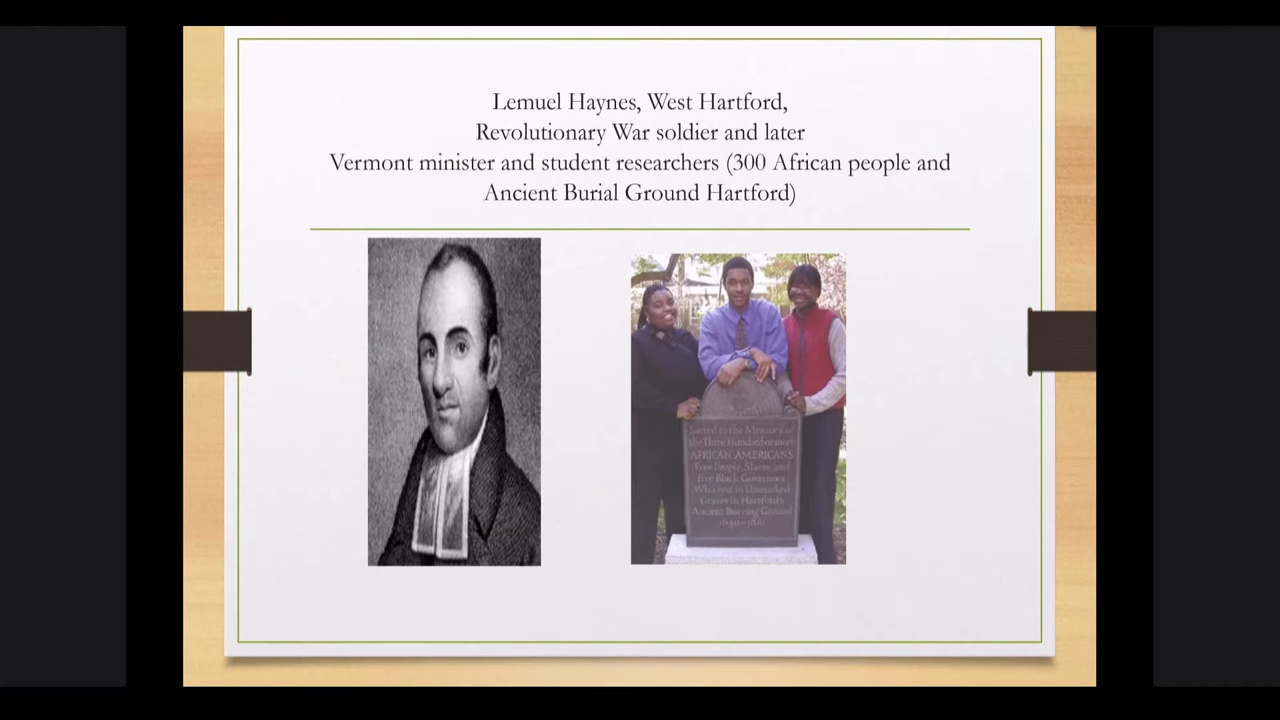 Lemuel Haynes, West Hartford,
Revolutionary War soldier and later
Vermont minister and student researchers (300 African people and
Ancient Burial Ground Hartford)
Sacred to the Memory of
the Three Hundred or more
AFRICAN AMERICANS
Free People, Slaves, and
five Black Governors
Who rest in Unmarked
Graves in Hartford's
Ancient Burying Ground